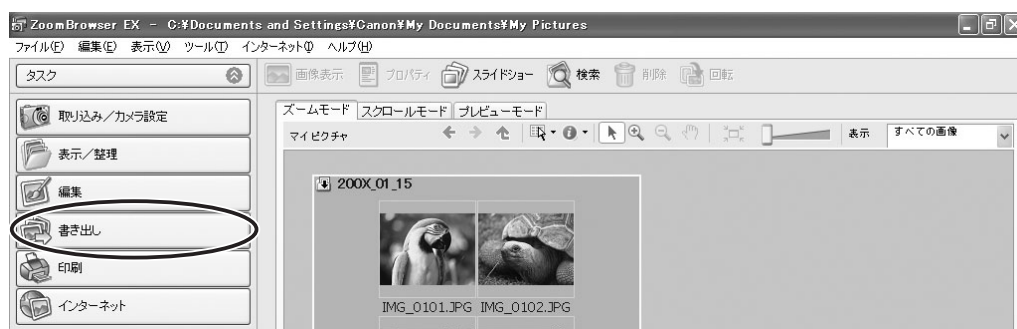 ZoomBrowser EX - C:¥Documents and Settings¥Canon¥My Documents¥My Pictures
ファイル(F) 編集(E) 表示(V) ツール(T) インターネット(I) ヘルプ(H)
タスク 画像表示 プロパティ スライドショー 検索 削除 回転
取り込み/カメラ設定
表示/整理
編集
書き出し
印刷
インターネット
ズームモード スクロールモード プレビューモード
マイ ピクチャ 表示 すべての画像
200X_01_15
IMG_0101.JPG IMG_0102.JPG